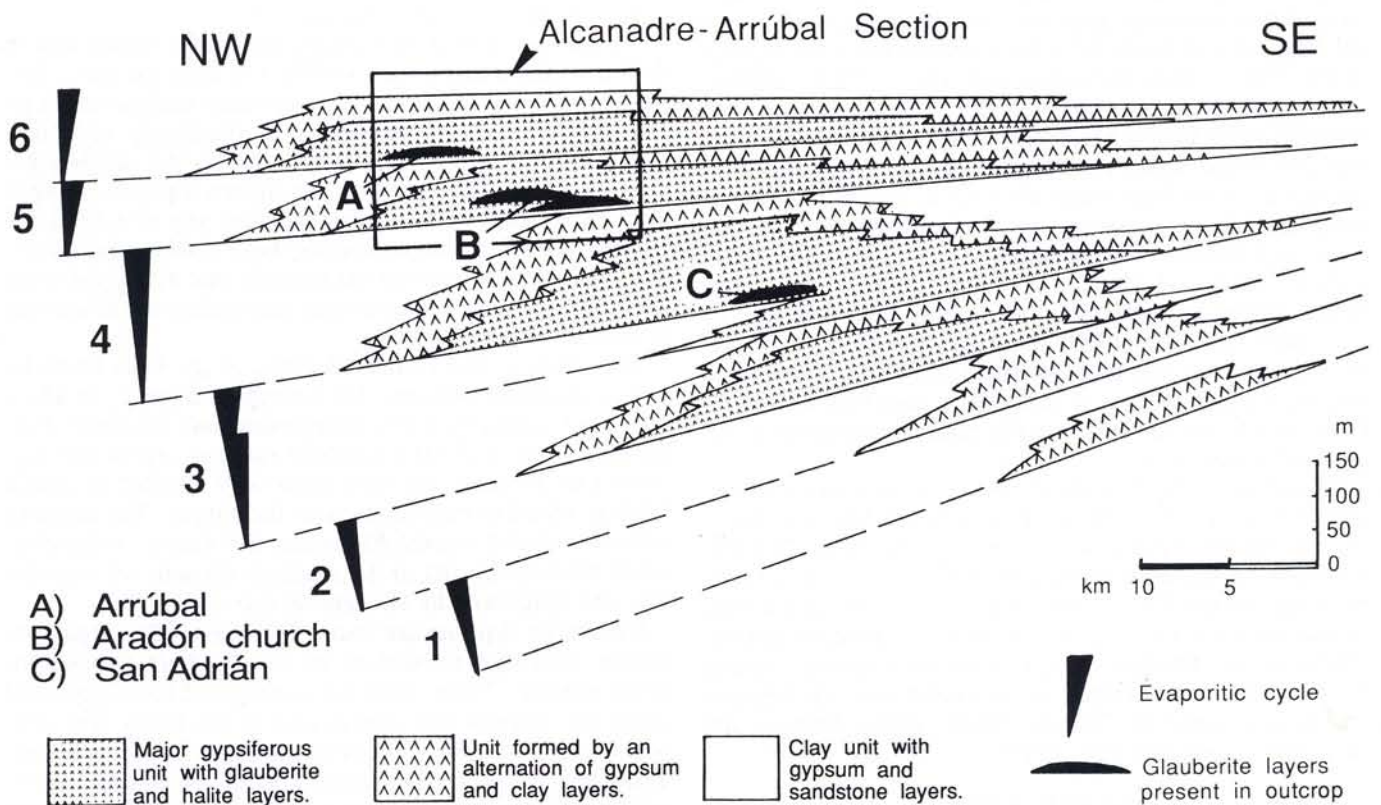 Alcanadre-Arrúbal Section
NW
SE
6
5
4
3
2
1
A
B
C
m
150
100
50
0
km 10 5
A) Arrúbal
B) Aradón church
C) San Adrián
Evaporitic cycle
Glauberite layers
present in outcrop
Major gypsiferous
unit with glauberite
and halite layers.
Unit formed by an
alternation of gypsum
and clay layers.
Clay unit with
gypsum and
sandstone layers.